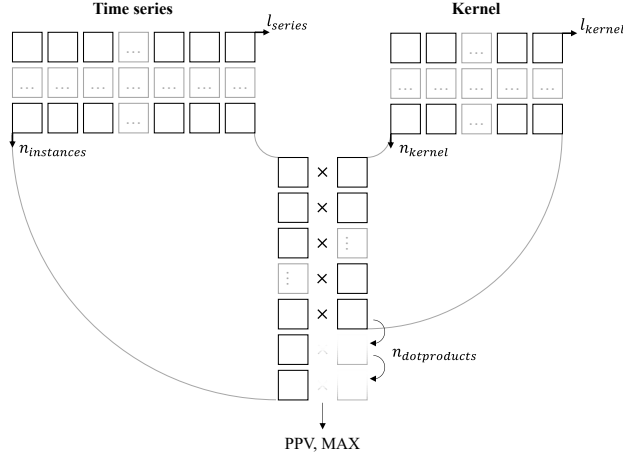 Time series
Kernel
l_series
l_kernel
... 
... ... ... ... ... ... ...
... ... ... ... ...
...
n_instances
n_kernel
×
×
×
×
×
n_dotproducts
PPV, MAX